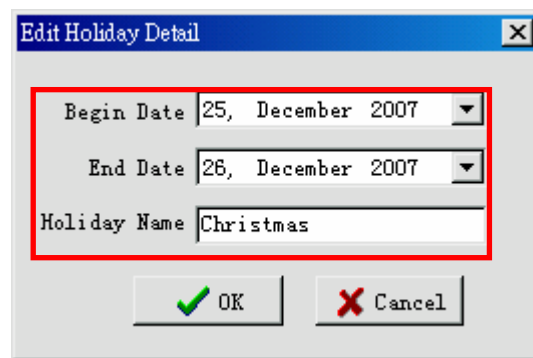 Edit Holiday Detail
Begin Date 25, December 2007
End Date 26, December 2007
Holiday Name Christmas
OK Cancel